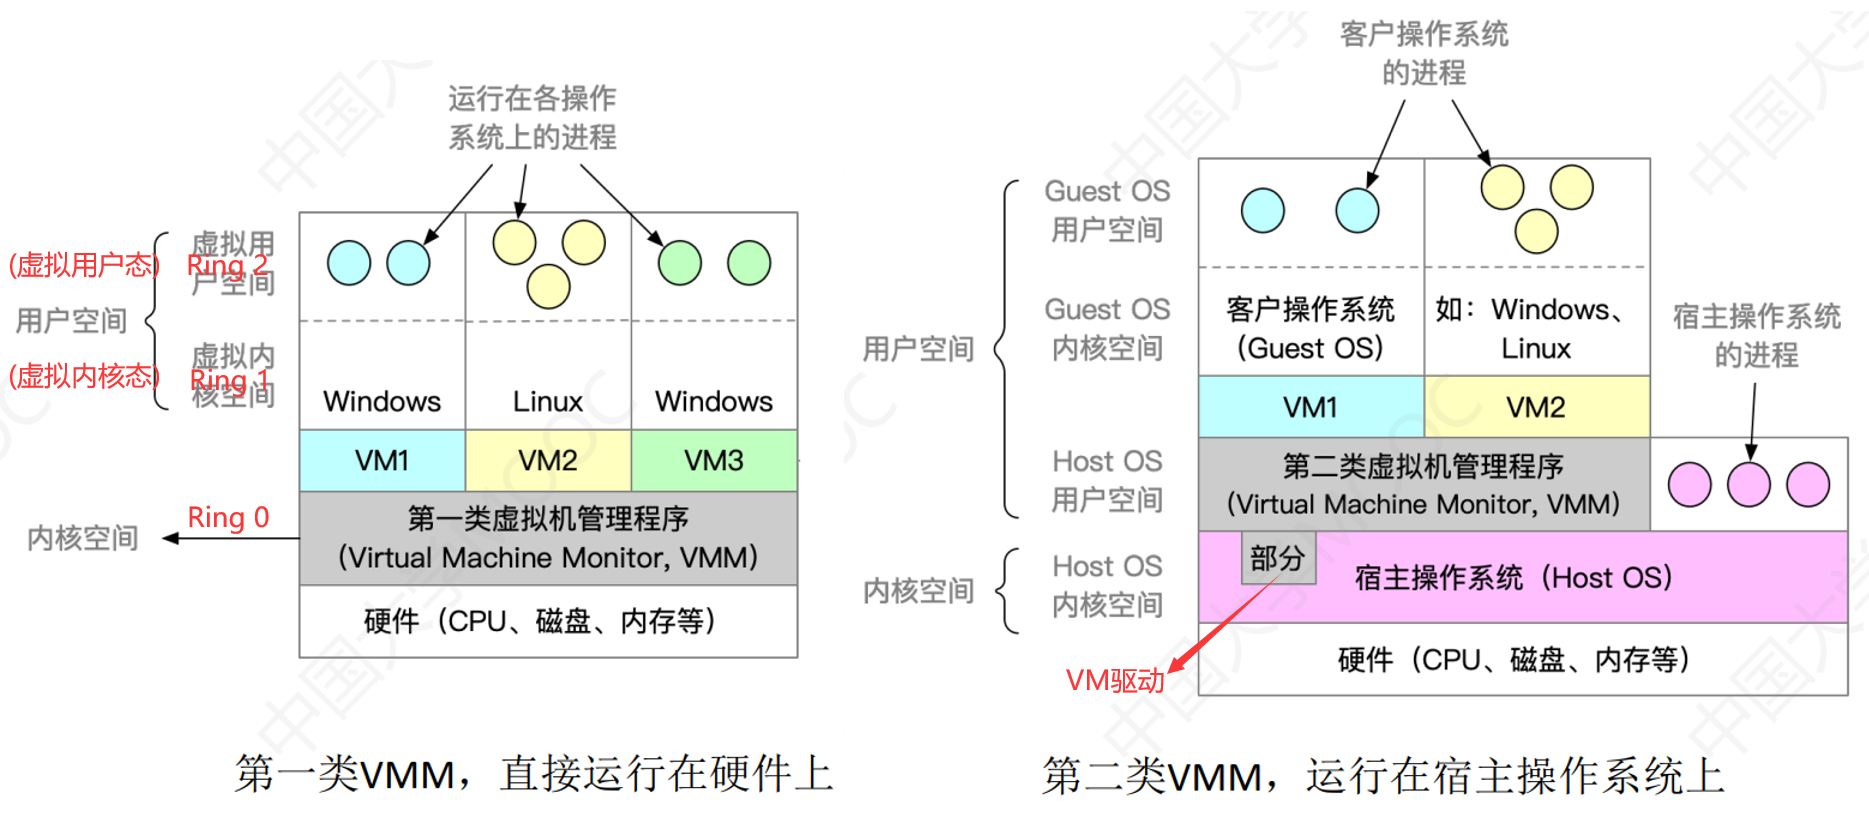 运行在各操作
系统上的进程
虚拟用
户空间
(虚拟用户态)
Ring 2
用户空间
虚拟内
核空间
(虚拟内核态)
Ring 1
Windows
Linux
Windows
VM1
VM2
VM3
Ring 0
内核空间
第一类虚拟机管理程序
(Virtual Machine Monitor, VMM)
硬件（CPU、磁盘、内存等）
第一类VMM，直接运行在硬件上
客户操作系统
的进程
Guest OS
用户空间
Guest OS
内核空间
用户空间
客户操作系统
（Guest OS）
如：Windows、
Linux
宿主操作系统
的进程
VM1
VM2
Host OS
用户空间
第二类虚拟机管理程序
(Virtual Machine Monitor, VMM)
内核空间
Host OS
内核空间
部分
宿主操作系统（Host OS）
VM驱动
硬件（CPU、磁盘、内存等）
第二类VMM，运行在宿主操作系统上
中国大学MOOC